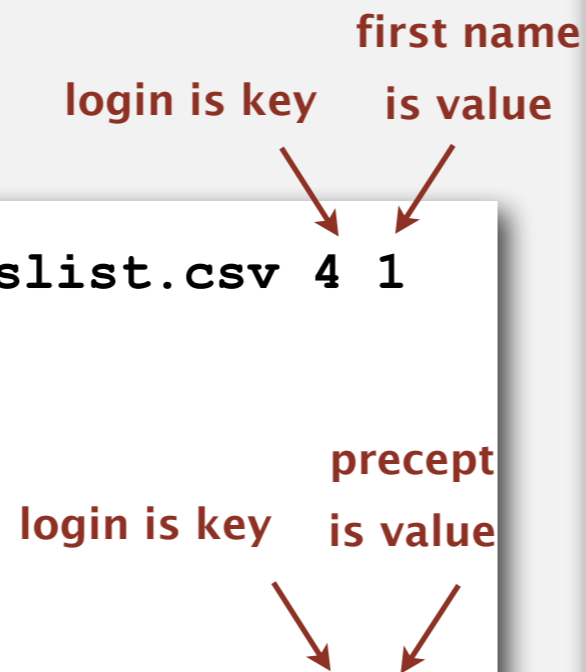 first name
login is key is value
slist.csv 4 1
precept
login is key is value